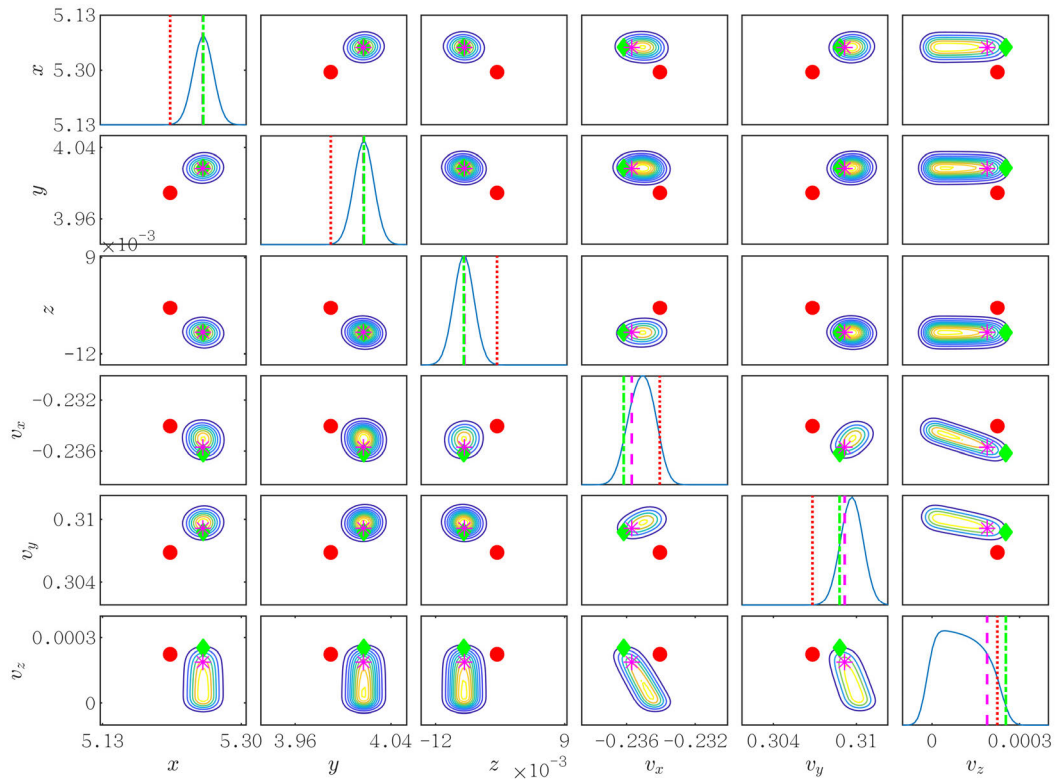 5.13
x
5.30
5.13
4.04
y
3.96
×10⁻³
9
z
-12
-0.232
vₓ
-0.236
0.31
v_y
0.304
0.0003
v_z
0
5.13 5.30 3.96 4.04 -12 9 -0.236 -0.232 0.304 0.31 0 0.0003
x y z ×10⁻³ vₓ v_y v_z